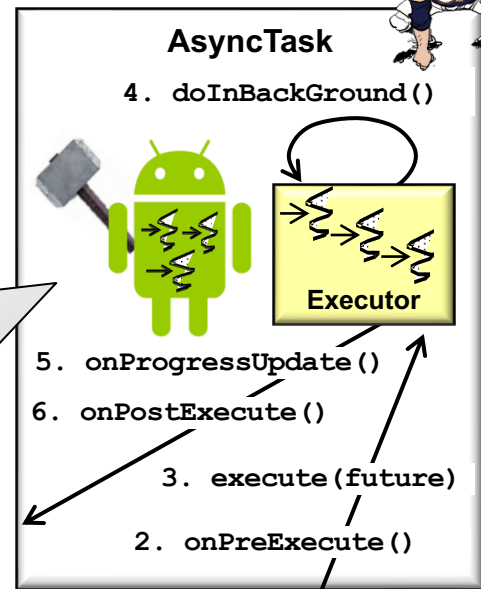 AsyncTask
4. doInBackGround()
Executor
5. onProgressUpdate()
6. onPostExecute()
3. execute(future)
2. onPreExecute()